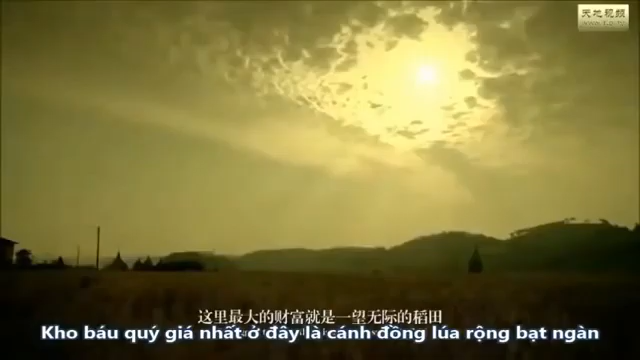 天地视频
这里最大的财富就是一望无际的稻田
Kho báu quý giá nhất ở đây là cánh đồng lúa rộng bạt ngàn